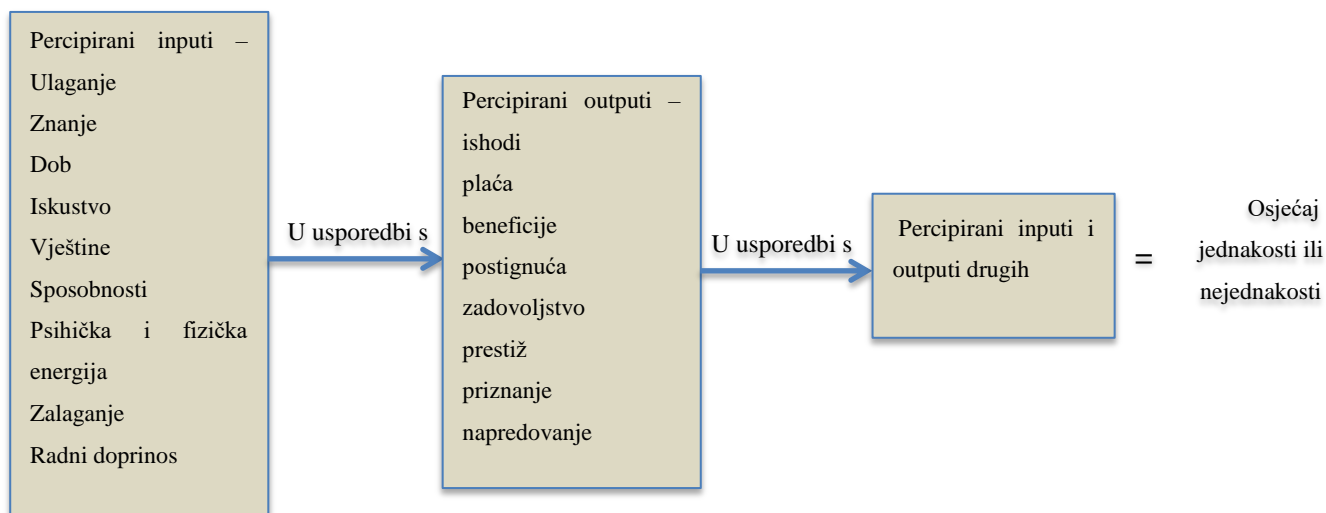 Percipirani inputi –
Ulaganje
Znanje
Dob
Iskustvo
Vještine
Sposobnosti
Psihička i fizička
energija
Zalaganje
Radni doprinos
U usporedbi s
Percipirani outputi –
ishodi
plaća
beneficije
postignuća
zadovoljstvo
prestiž
priznanje
napredovanje
U usporedbi s
Percipirani inputi i
outputi drugih
=
Osjećaj
jednakosti ili
nejednakosti